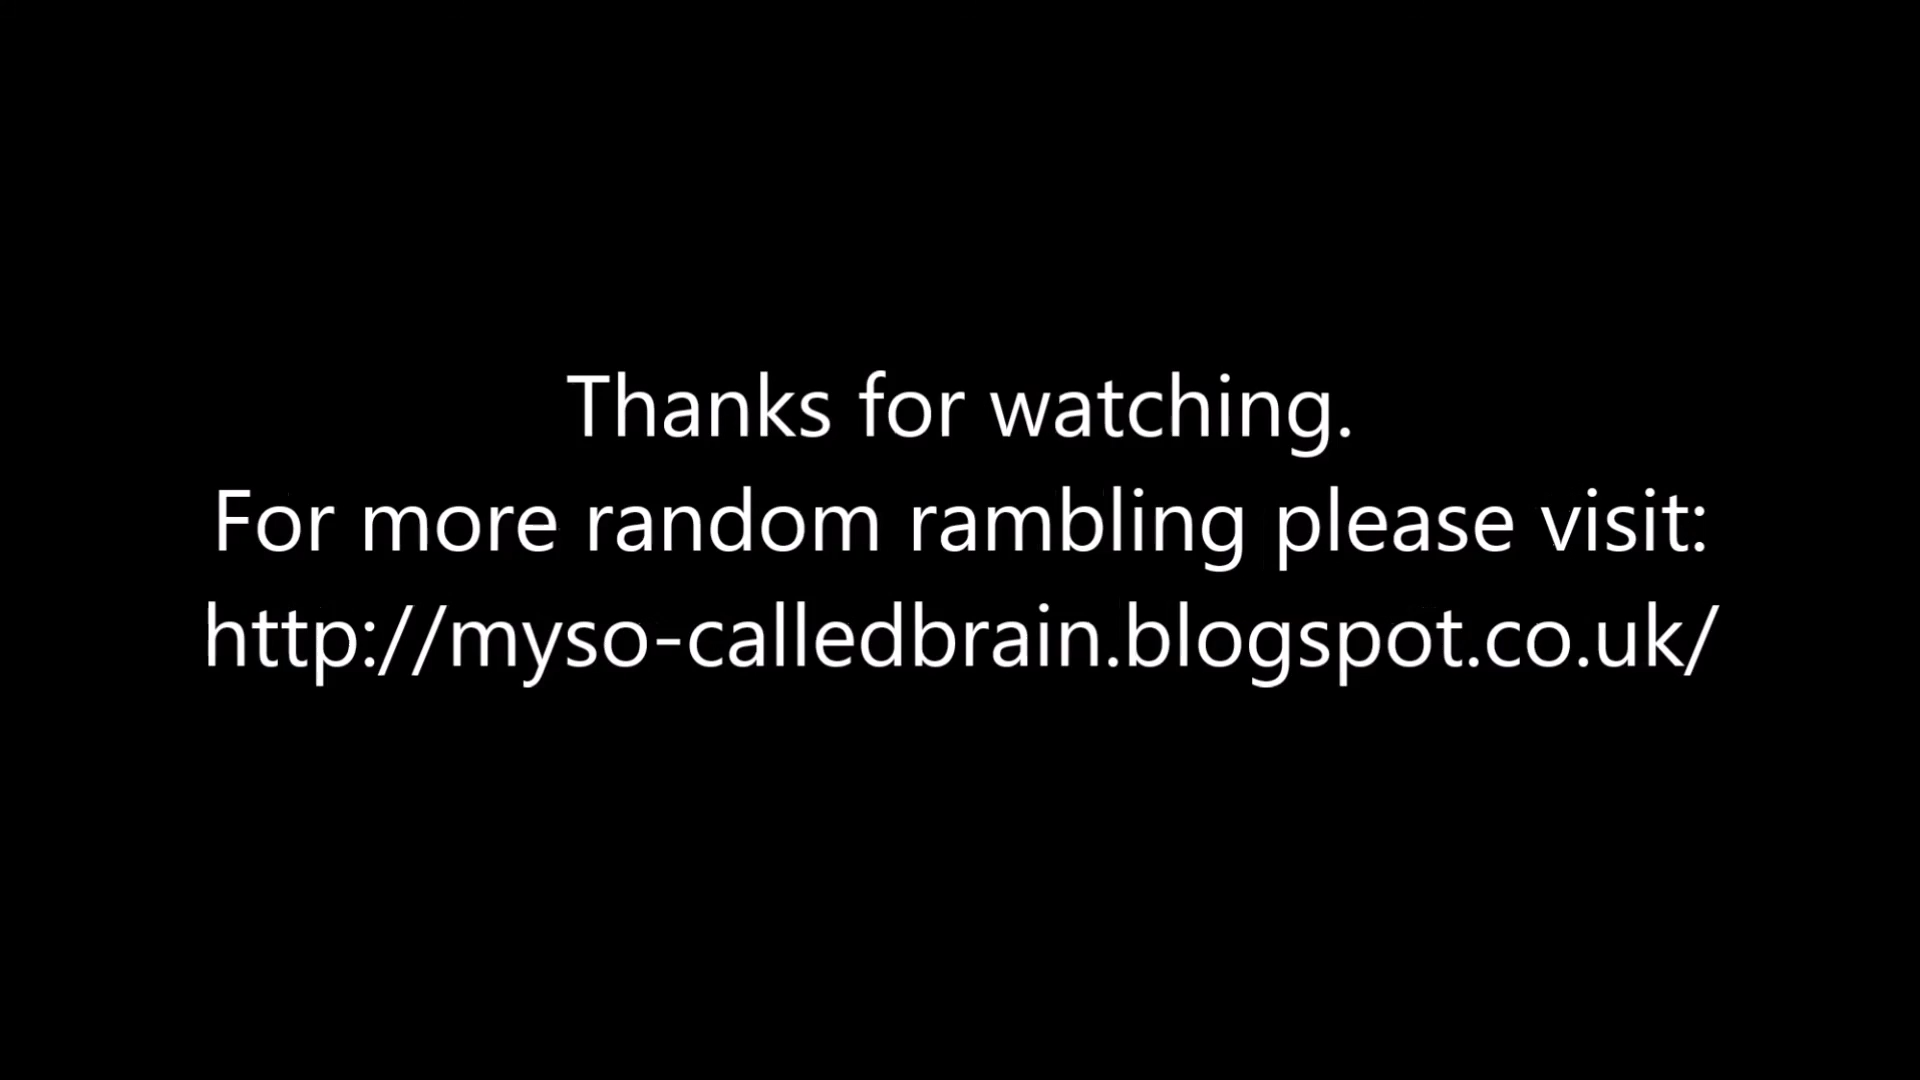 Thanks for watching.
For more random rambling please visit:
http://myso-calledbrain.blogspot.co.uk/